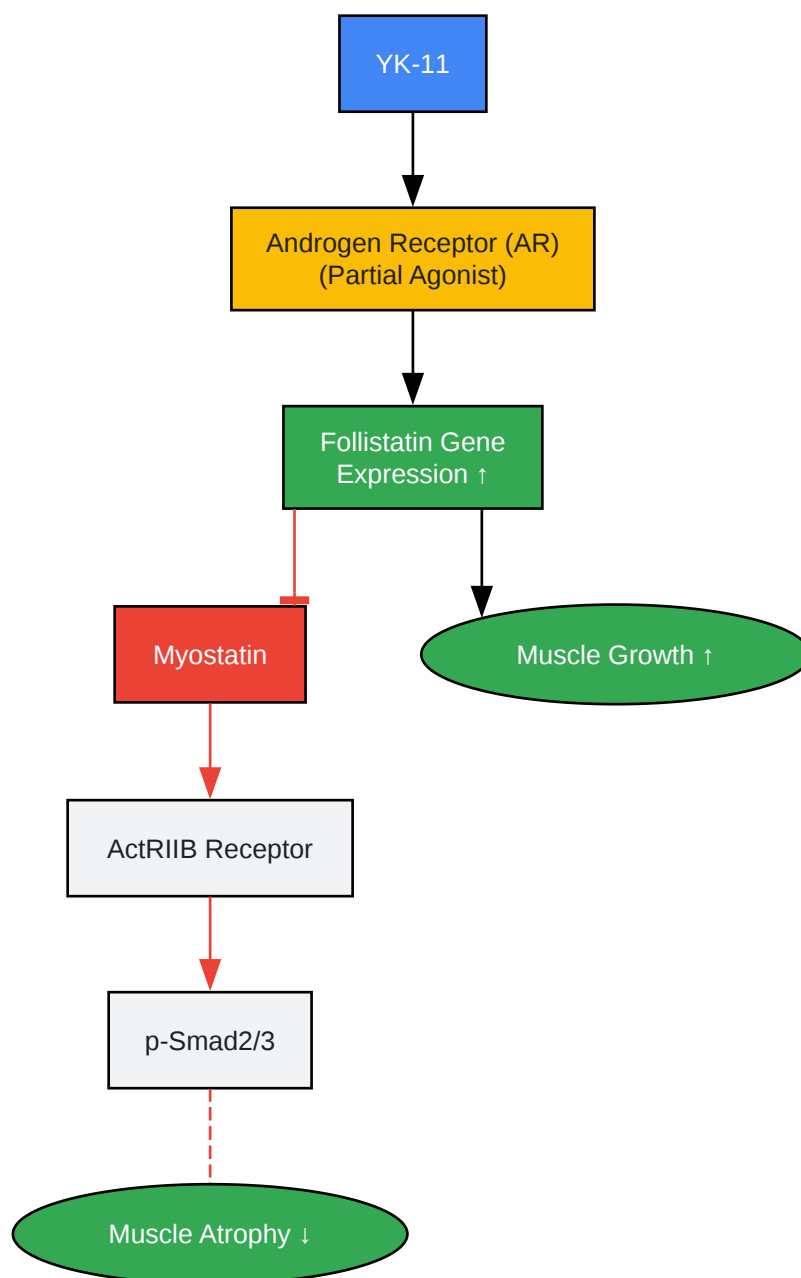 YK-11
Androgen Receptor (AR)
(Partial Agonist)
Follistatin Gene
Expression ↑
Myostatin
Muscle Growth ↑
ActRIIB Receptor
p-Smad2/3
Muscle Atrophy ↓